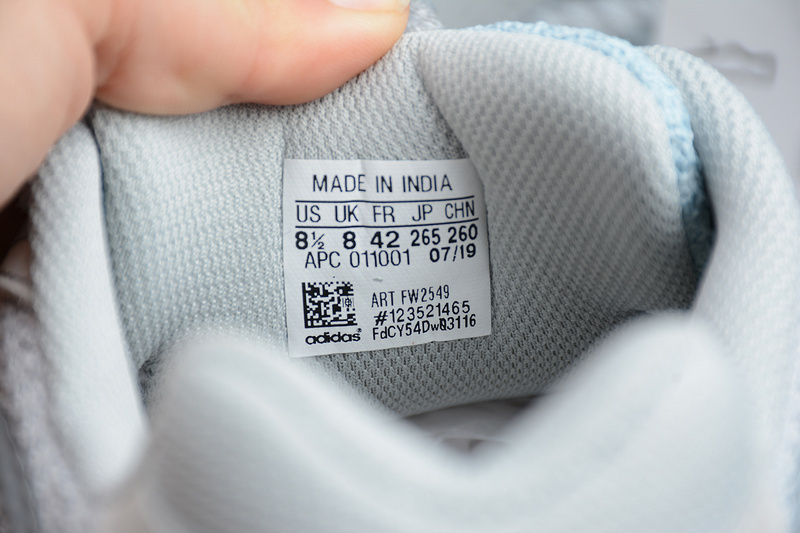 MADE IN INDIA
US UK FR JP CHN
8½ 8 42 265 260
APC 011001 07/19
ART FW2549
#123521465
FdCY54DwQ3116
adidas®